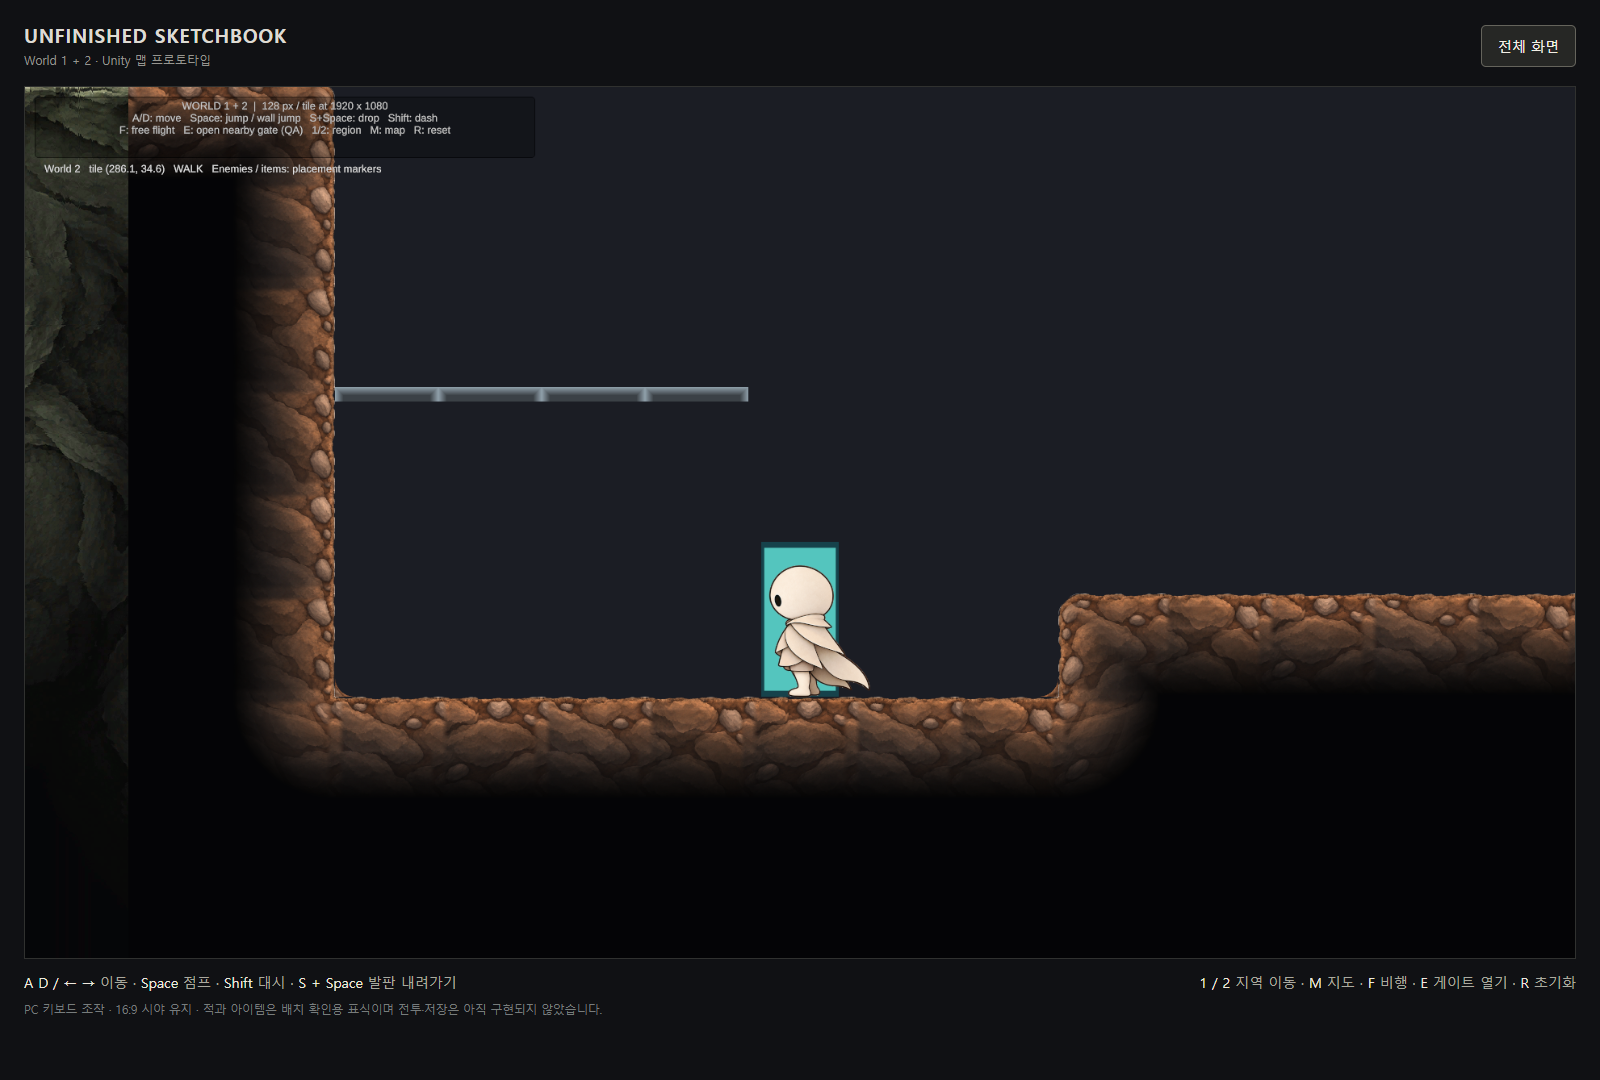 UNFINISHED SKETCHBOOK
World 1 + 2 · Unity 맵 프로토타입
전체 화면
WORLD 1 + 2 | 128 px / tile at 1920 x 1080
A/D: move Space: jump / wall jump S+Space: drop Shift: dash
F: free flight E: open nearby gate (QA) 1/2: region M: map R: reset
World 2 tile (286.1, 34.6) WALK Enemies / items: placement markers
A D / ← → 이동 · Space 점프 · Shift 대시 · S + Space 발판 내려가기
1 / 2 지역 이동 · M 지도 · F 비행 · E 게이트 열기 · R 초기화
PC 키보드 조작 · 16:9 시야 유지 · 적과 아이템은 배치 확인용 표식이며 전투·저장은 아직 구현되지 않았습니다.